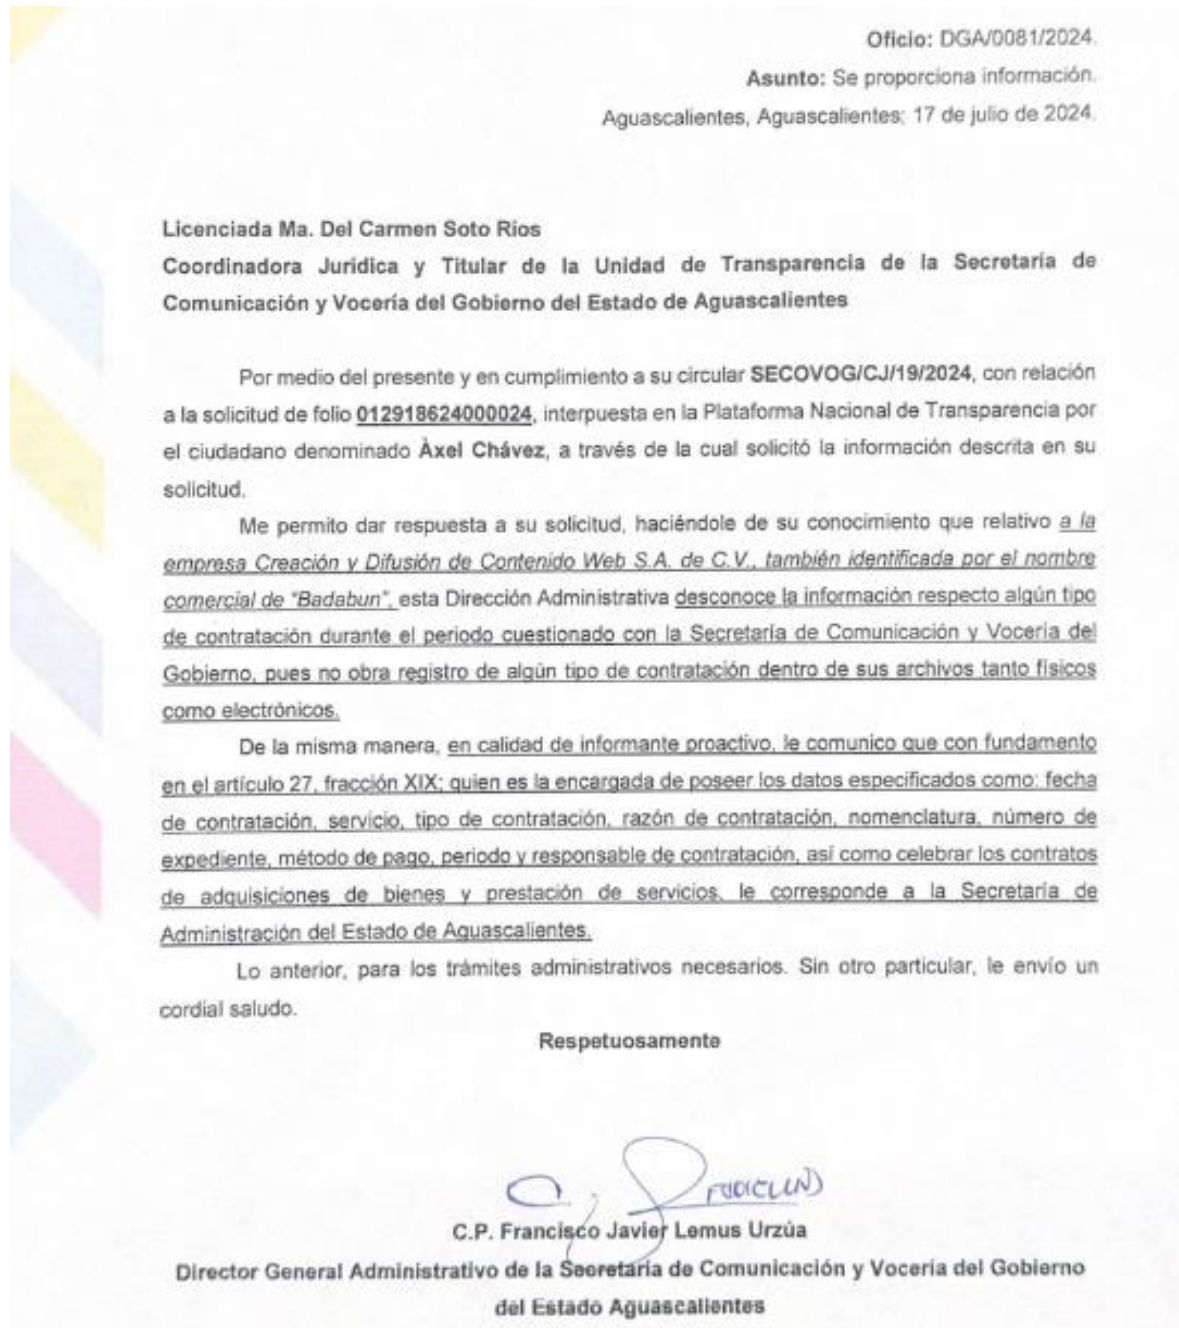 Oficio: DGA/0081/2024.
Asunto: Se proporciona información.
Aguascalientes, Aguascalientes; 17 de julio de 2024.
Licenciada Ma. Del Carmen Soto Ríos
Coordinadora Jurídica y Titular de la Unidad de Transparencia de la Secretaría de
Comunicación y Vocería del Gobierno del Estado de Aguascalientes
Por medio del presente y en cumplimiento a su circular SECOVOG/CJ/19/2024, con relación
a la solicitud de folio 012918624000024, interpuesta en la Plataforma Nacional de Transparencia por
el ciudadano denominado Àxel Chávez, a través de la cual solicitó la información descrita en su
solicitud.
Me permito dar respuesta a su solicitud, haciéndole de su conocimiento que relativo a la
empresa Creación y Difusión de Contenido Web S.A. de C.V., también identificada por el nombre
comercial de "Badabun", esta Dirección Administrativa desconoce la información respecto algún tipo
de contratación durante el periodo cuestionado con la Secretaría de Comunicación y Vocería del
Gobierno, pues no obra registro de algún tipo de contratación dentro de sus archivos tanto físicos
como electrónicos.
De la misma manera, en calidad de informante proactivo, le comunico que con fundamento
en el artículo 27, fracción XIX; quien es la encargada de poseer los datos especificados como: fecha
de contratación, servicio, tipo de contratación, razón de contratación, nomenclatura, número de
expediente, método de pago, periodo y responsable de contratación, así como celebrar los contratos
de adquisiciones de bienes y prestación de servicios, le corresponde a la Secretaría de
Administración del Estado de Aguascalientes.
Lo anterior, para los trámites administrativos necesarios. Sin otro particular, le envío un
cordial saludo.
Respetuosamente
C.P. Francisco Javier Lemus Urzúa
Director General Administrativo de la Secretaría de Comunicación y Vocería del Gobierno
del Estado Aguascalientes